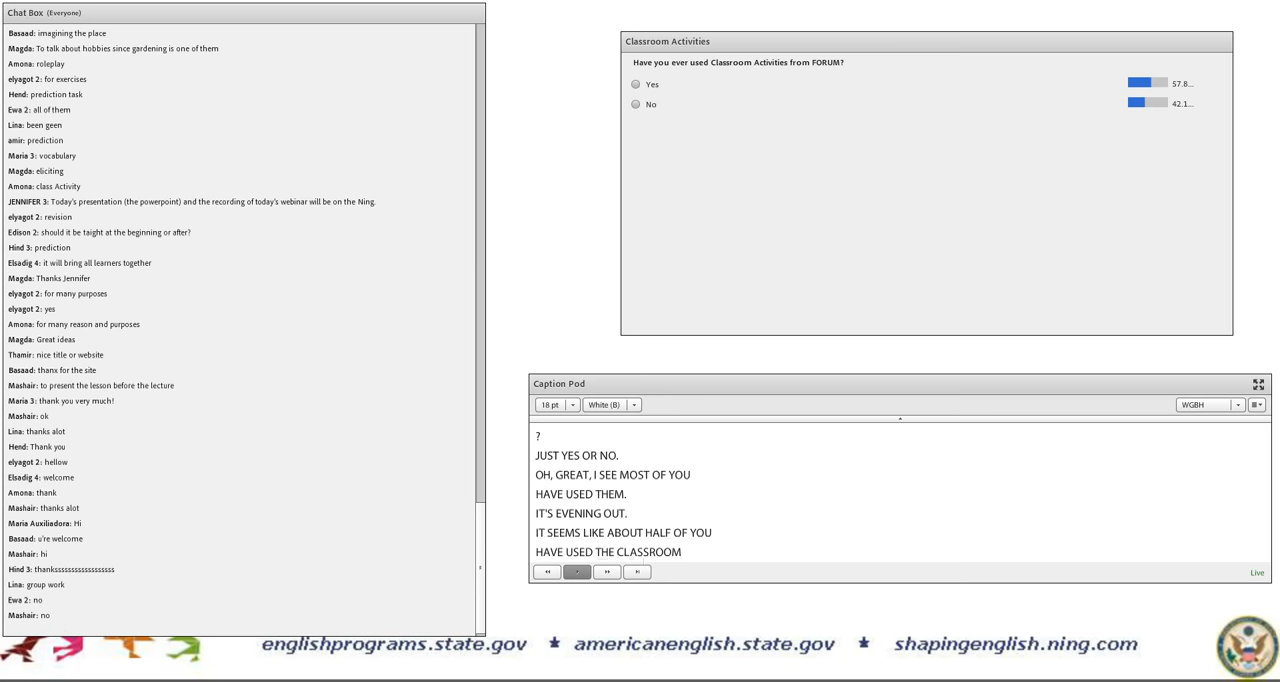 Chat Box (Everyone)
Basaad: imagining the place
Magda: To talk about hobbies since gardening is one of them
Amona: roleplay
elyagot 2: for exercises
Hend: prediction task
Ewa 2: all of them
Lina: been geen
amir: prediction
Maria 3: vocabulary
Magda: eliciting
Amona: class Activity
JENNIFER 3: Today's presentation (the powerpoint) and the recording of today's webinar will be on the Ning.
elyagot 2: revision
Edison 2: should it be taight at the beginning or after?
Hind 3: prediction
Elsadig 4: it will bring all learners together
Magda: Thanks Jennifer
elyagot 2: for many purposes
elyagot 2: yes
Amona: for many reason and purposes
Magda: Great ideas
Thamir: nice title or website
Basaad: thanx for the site
Mashair: to present the lesson before the lecture
Maria 3: thank you very much!
Mashair: ok
Lina: thanks alot
Hend: Thank you
elyagot 2: hellow
Elsadig 4: welcome
Amona: thank
Mashair: thanks alot
Maria Auxiliadora: Hi
Basaad: u're welcome
Mashair: hi
Hind 3: thankssssssssssssssssss
Lina: group work
Ewa 2: no
Mashair: no
Classroom Activities
Have you ever used Classroom Activities from FORUM?
Yes 57.8...
No 42.1...
Caption Pod
18 pt White (B) WGBH
?
JUST YES OR NO.
OH, GREAT, I SEE MOST OF YOU
HAVE USED THEM.
IT'S EVENING OUT.
IT SEEMS LIKE ABOUT HALF OF YOU
HAVE USED THE CLASSROOM
Live
englishprograms.state.gov ★ americanenglish.state.gov ★ shapingenglish.ning.com